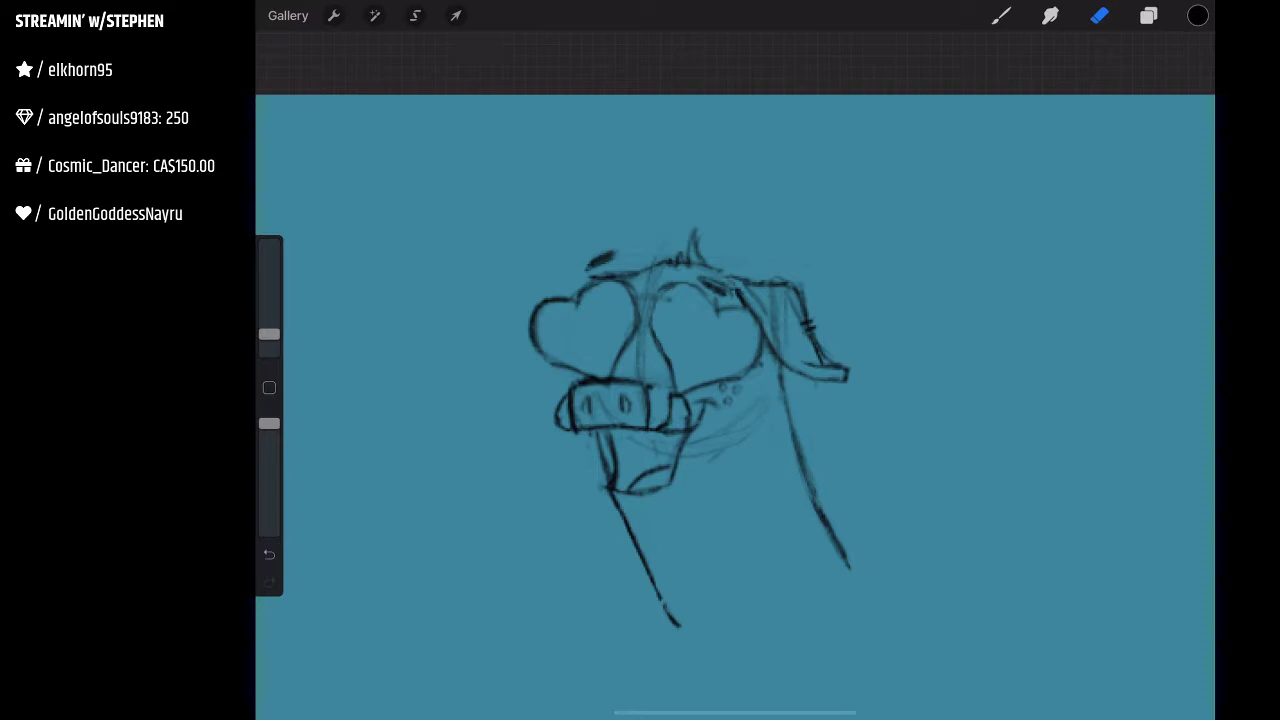 STREAMIN' w/STEPHEN
Gallery
/ elkhorn95
/ angelofsouls9183: 250
/ Cosmic_Dancer: CA$150.00
/ GoldenGoddessNayru